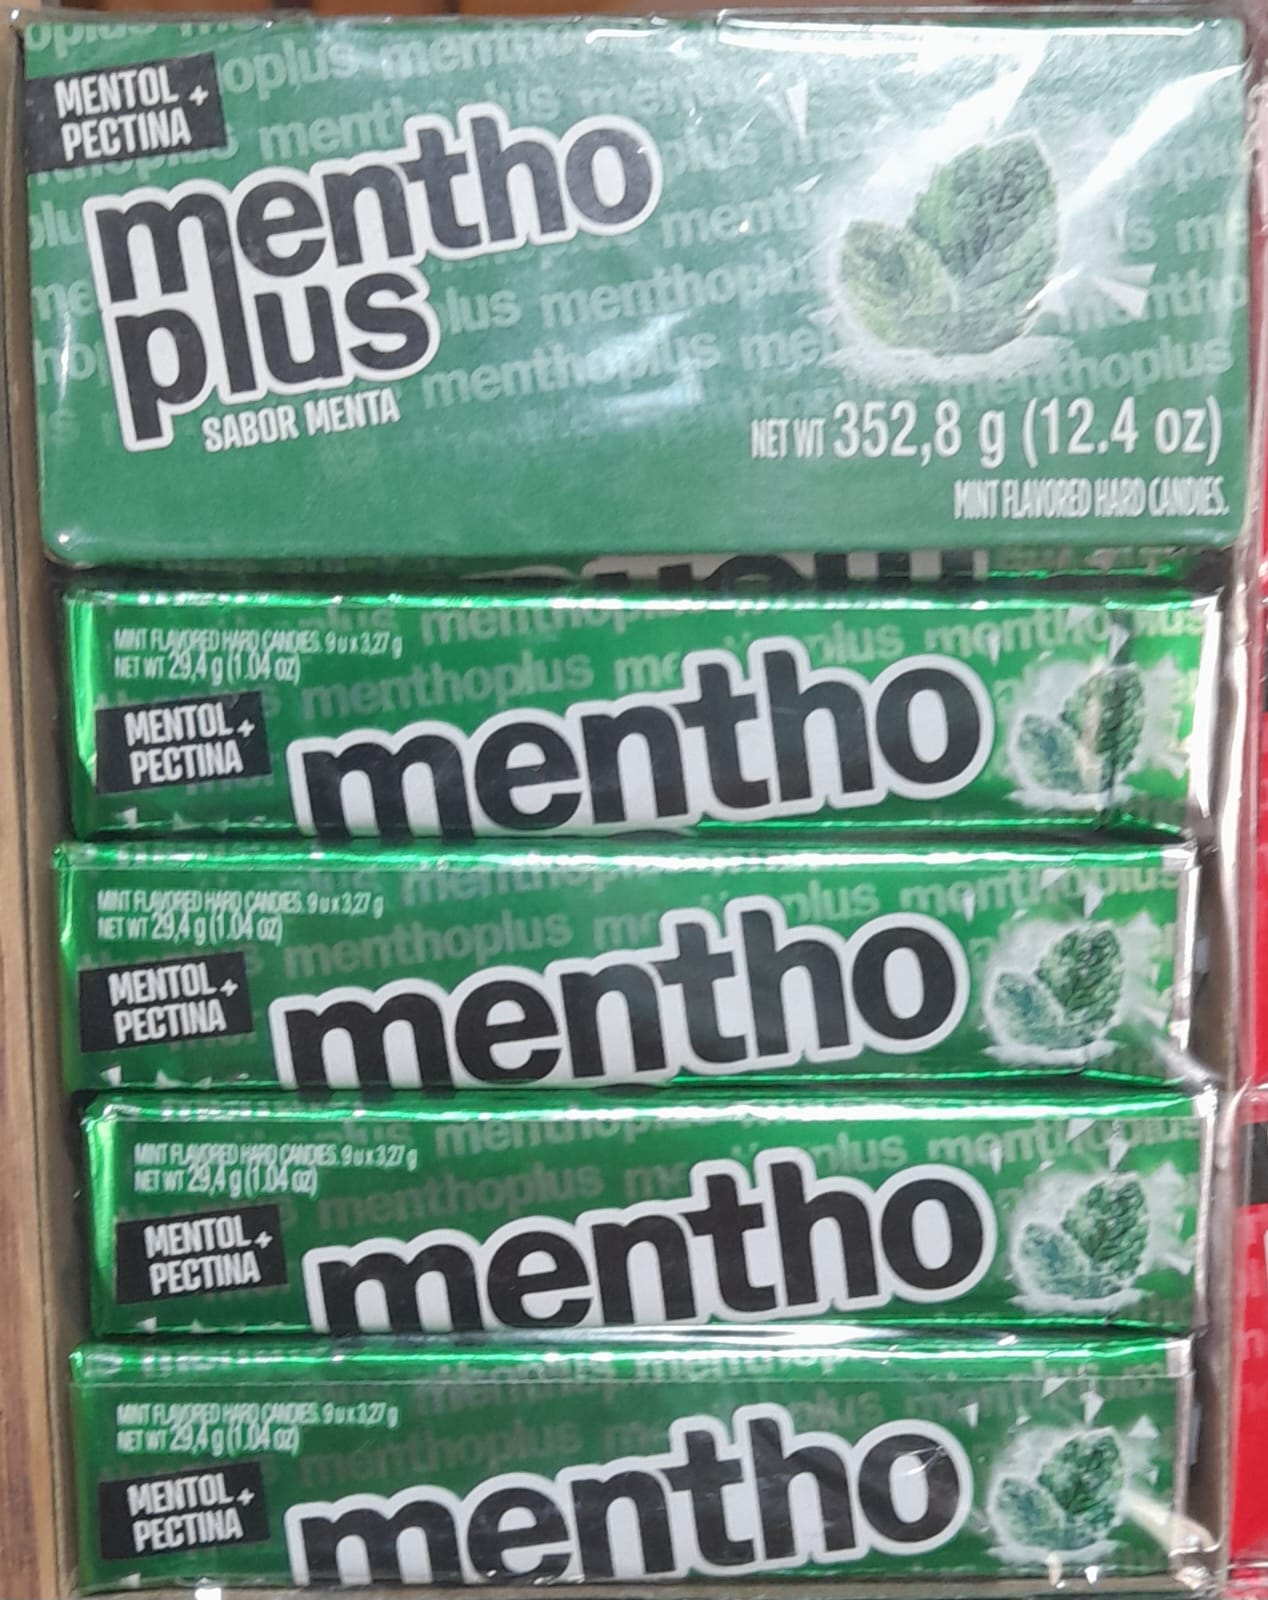 MENTOL +
PECTINA
mentho
plus
SABOR MENTA
NET WT 352,8 g (12.4 oz)
MINT FLAVORED HARD CANDIES.
MINT FLAVORED HARD CANDIES. 9 u x 3,27 g
NET WT 29,4 g (1.04 oz)
menthoplus
MENTOL +
PECTINA
mentho
MINT FLAVORED HARD CANDIES. 9 u x 3,27 g
NET WT 29,4 g (1.04 oz)
menthoplus
MENTOL +
PECTINA
mentho
MINT FLAVORED HARD CANDIES. 9 u x 3,27 g
NET WT 29,4 g (1.04 oz)
menthoplus
MENTOL +
PECTINA
mentho
MINT FLAVORED HARD CANDIES. 9 u x 3,27 g
NET WT 29,4 g (1.04 oz)
menthoplus
MENTOL +
PECTINA
mentho